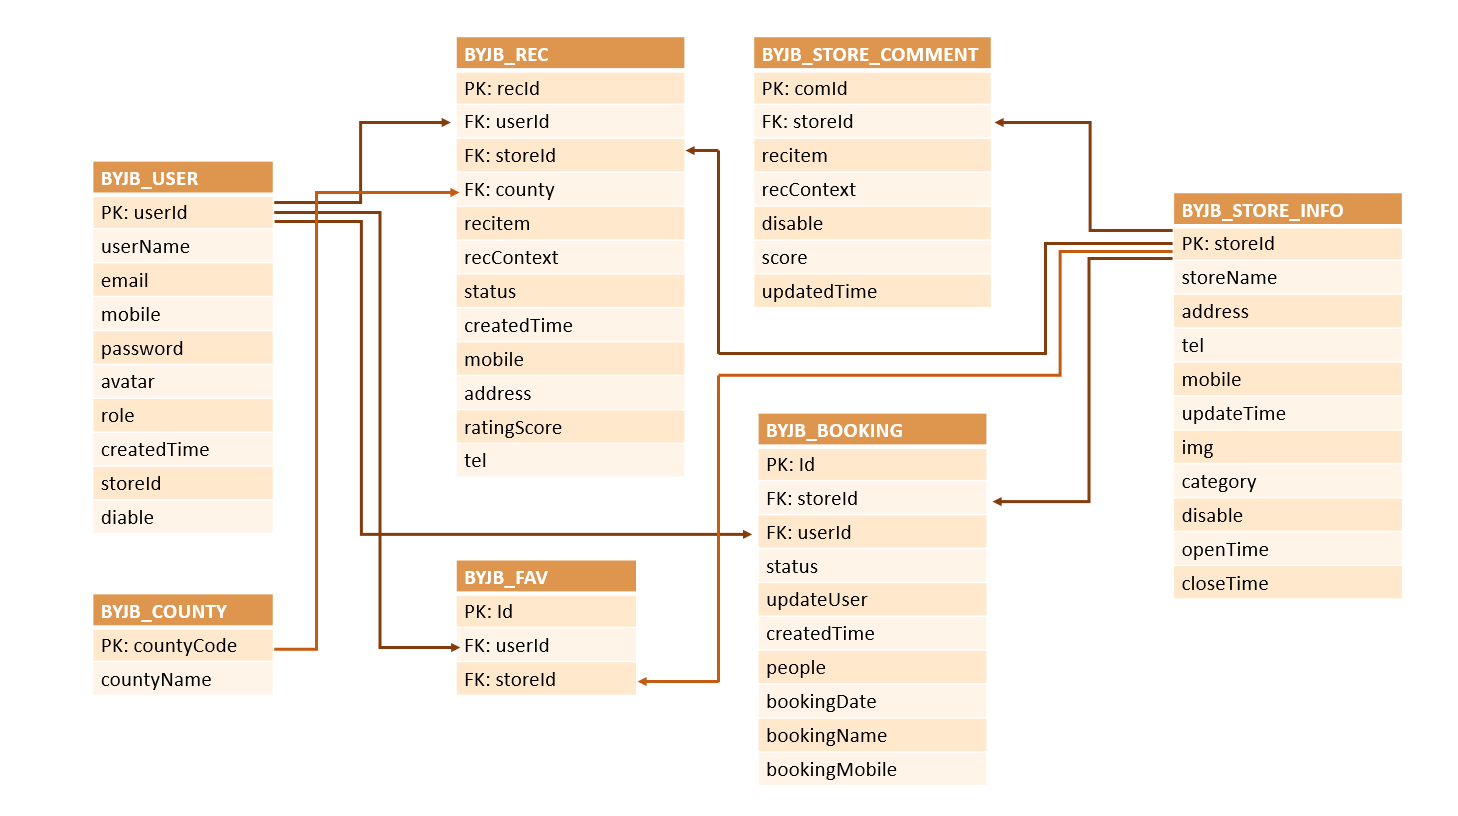 BYJB_USER
PK: userId
userName
email
mobile
password
avatar
role
createdTime
storeId
diable
BYJB_COUNTY
PK: countyCode
countyName
BYJB_REC
PK: recId
FK: userId
FK: storeId
FK: county
recitem
recContext
status
createdTime
mobile
address
ratingScore
tel
BYJB_FAV
PK: Id
FK: userId
FK: storeId
BYJB_STORE_COMMENT
PK: comId
FK: storeId
recitem
recContext
disable
score
updatedTime
BYJB_BOOKING
PK: Id
FK: storeId
FK: userId
status
updateUser
createdTime
people
bookingDate
bookingName
bookingMobile
BYJB_STORE_INFO
PK: storeId
storeName
address
tel
mobile
updateTime
img
category
disable
openTime
closeTime